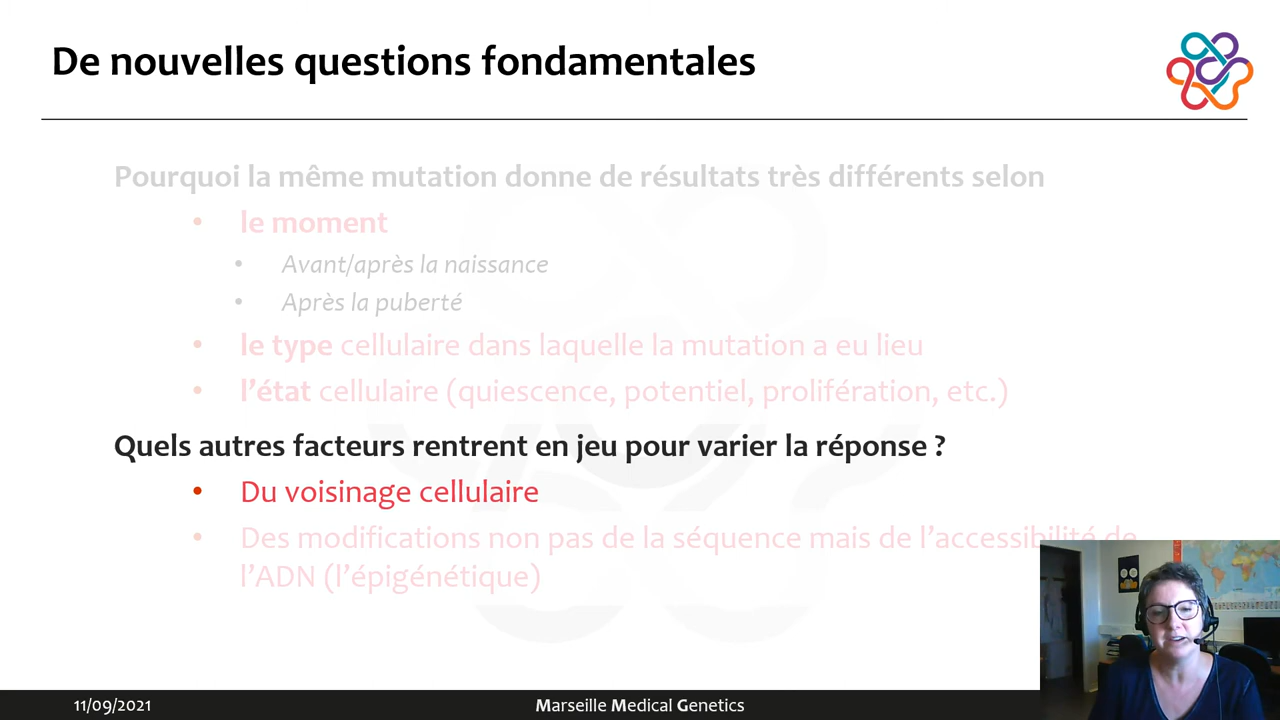 De nouvelles questions fondamentales
Pourquoi la même mutation donne de résultats très différents selon
• le moment
• Avant/après la naissance
• Après la puberté
• le type cellulaire dans laquelle la mutation a eu lieu
• l’état cellulaire (quiescence, potentiel, prolifération, etc.)
Quels autres facteurs rentrent en jeu pour varier la réponse ?
• Du voisinage cellulaire
• Des modifications non pas de la séquence mais de l’accessibilité de
l’ADN (l’épigénétique)
11/09/2021
Marseille Medical Genetics